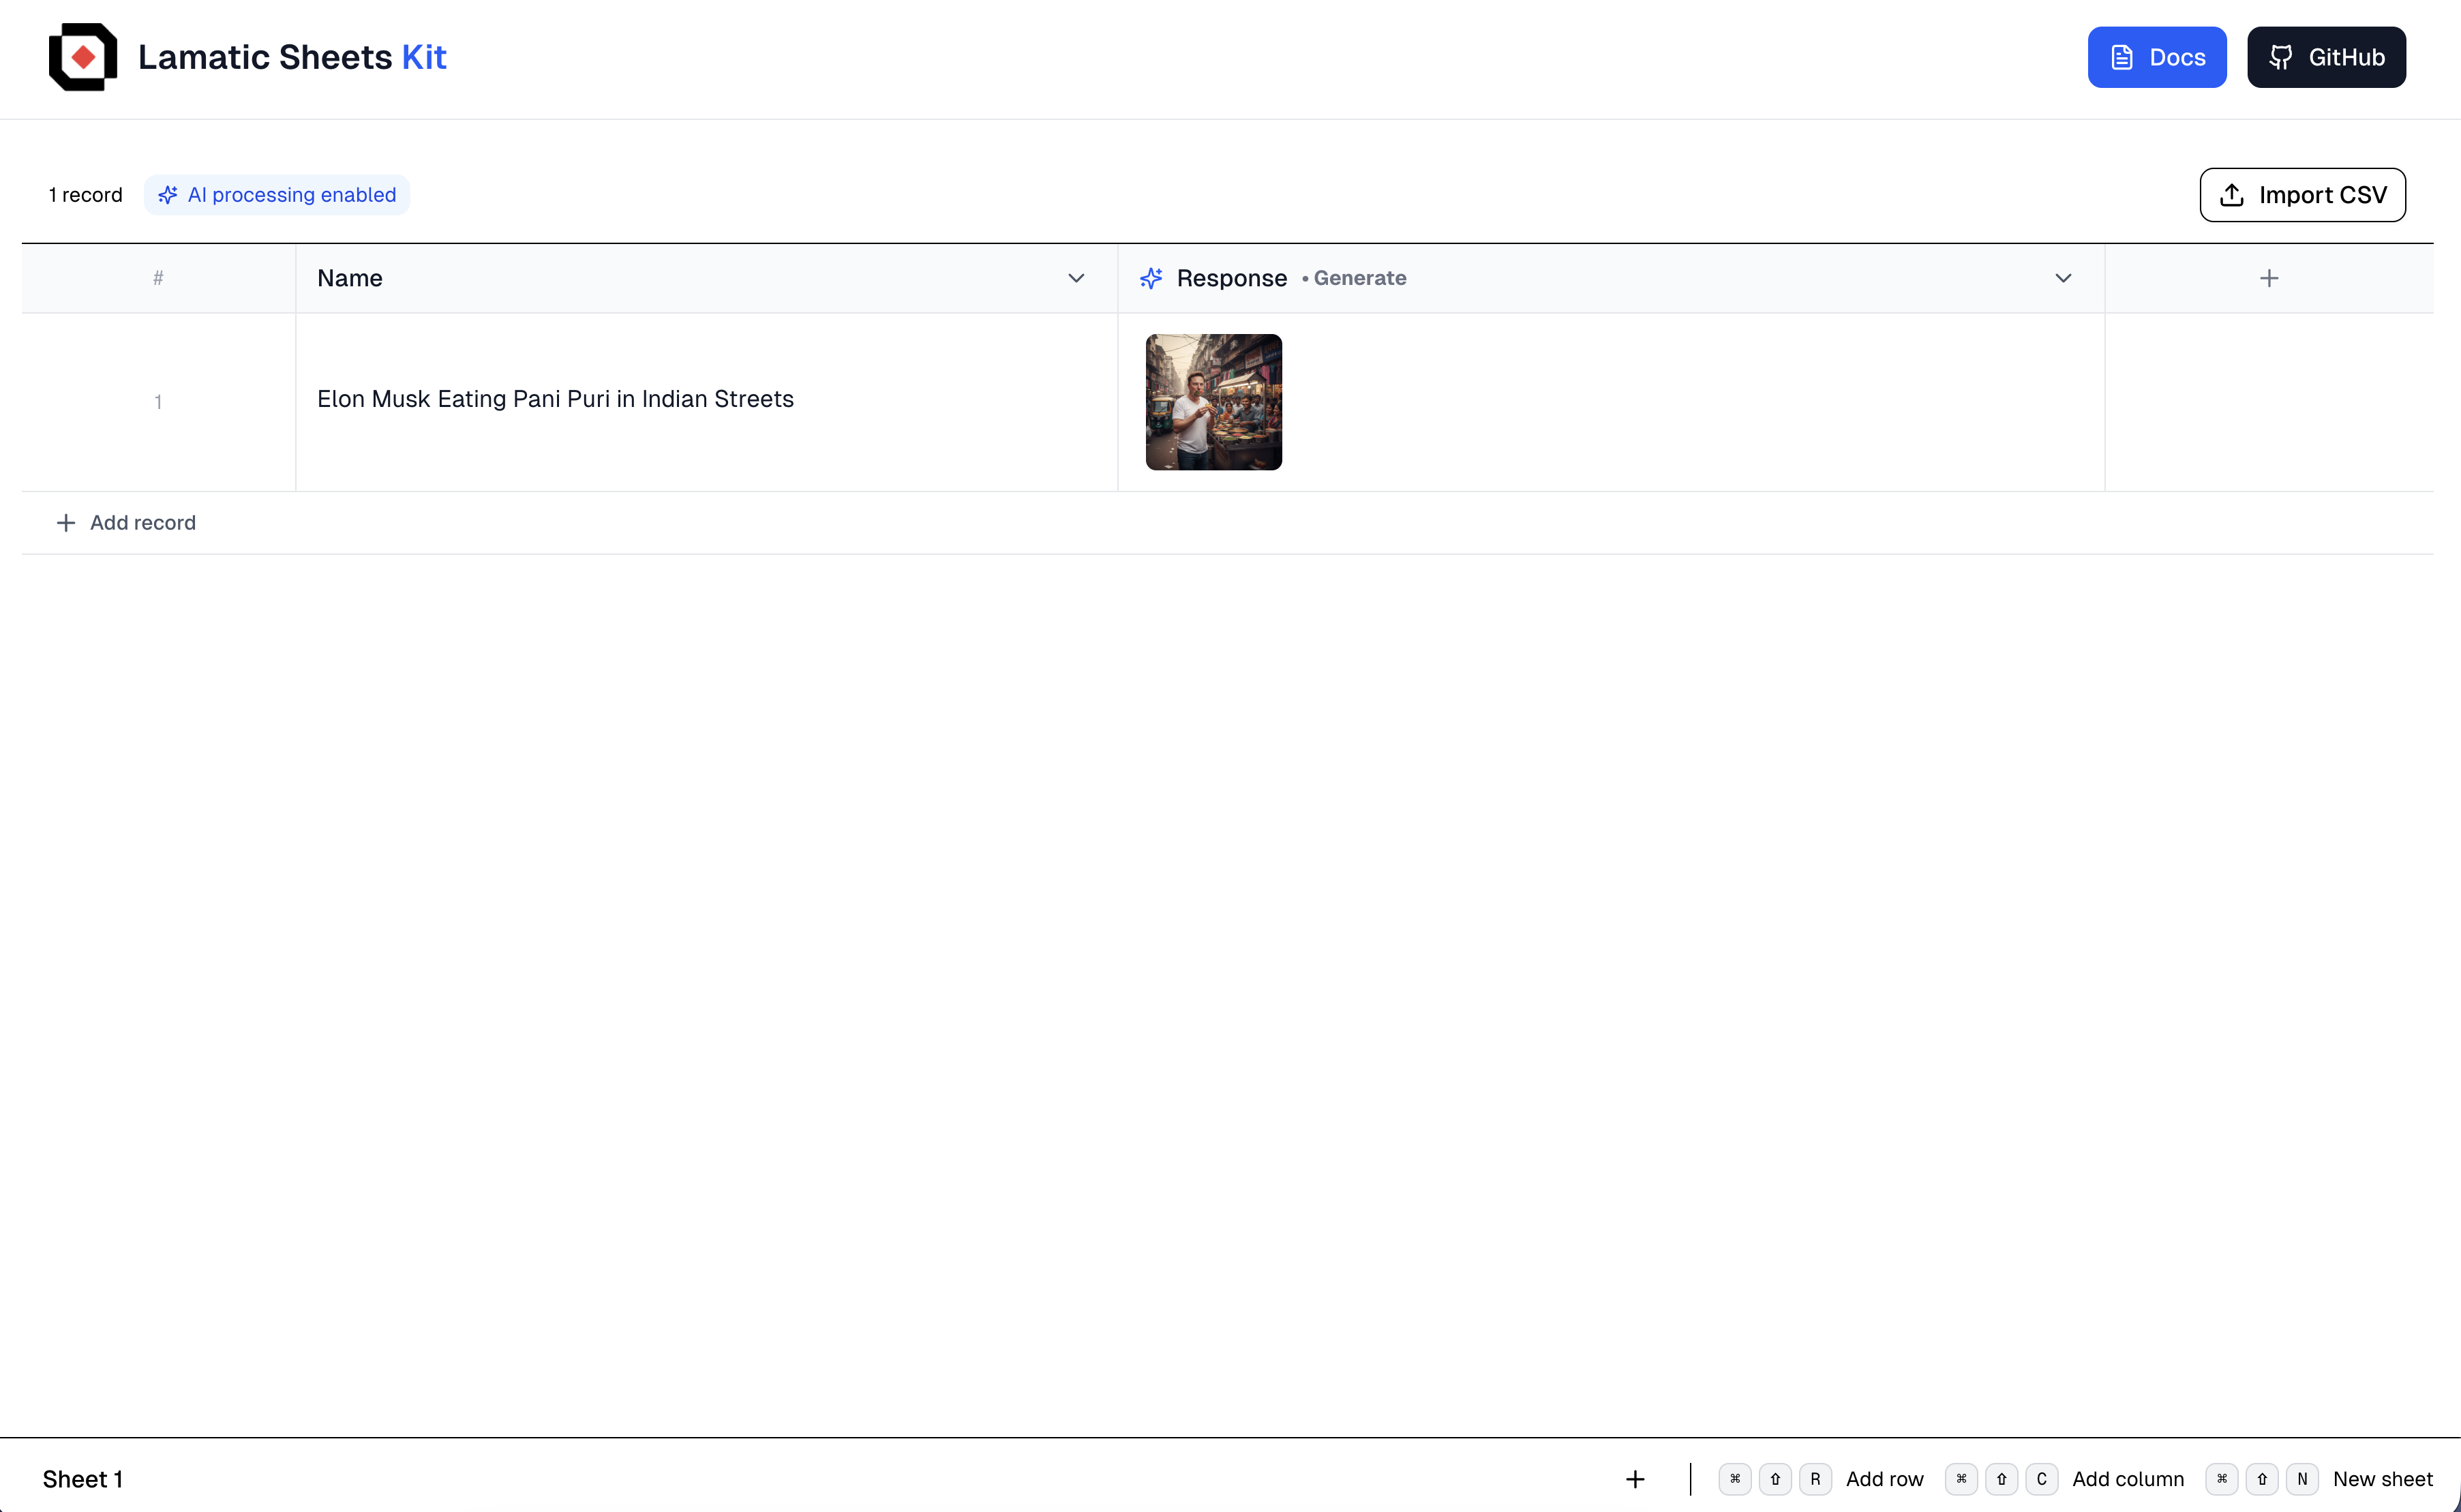 Lamatic Sheets Kit
Docs
GitHub
1 record
AI processing enabled
Import CSV
#
Name
Response • Generate
+
1
Elon Musk Eating Pani Puri in Indian Streets
+ Add record
Sheet 1
+
⌘ ⇧ R Add row
⌘ ⇧ C Add column
⌘ ⇧ N New sheet